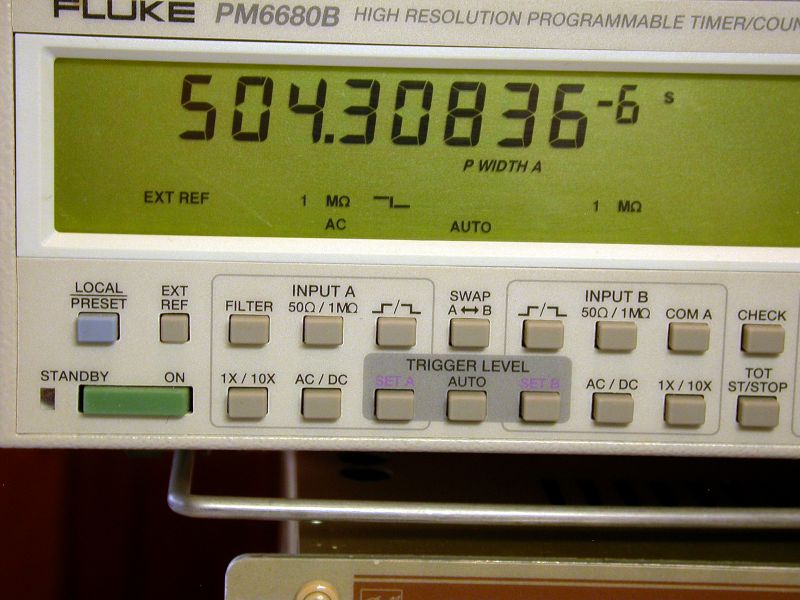 FLUKE PM6680B HIGH RESOLUTION PROGRAMMABLE TIMER/COUN
504.30836-6 s
P WIDTH A
EXT REF 1 MΩ 1 MΩ
AC AUTO
LOCAL
PRESET
EXT
REF
FILTER
INPUT A
50Ω / 1MΩ
SWAP
A ↔ B
INPUT B
50Ω / 1MΩ
COM A
CHECK
STANDBY ON
1X / 10X
AC / DC
TRIGGER LEVEL
SET A
AUTO
SET B
AC / DC
1X / 10X
TOT
ST/STOP